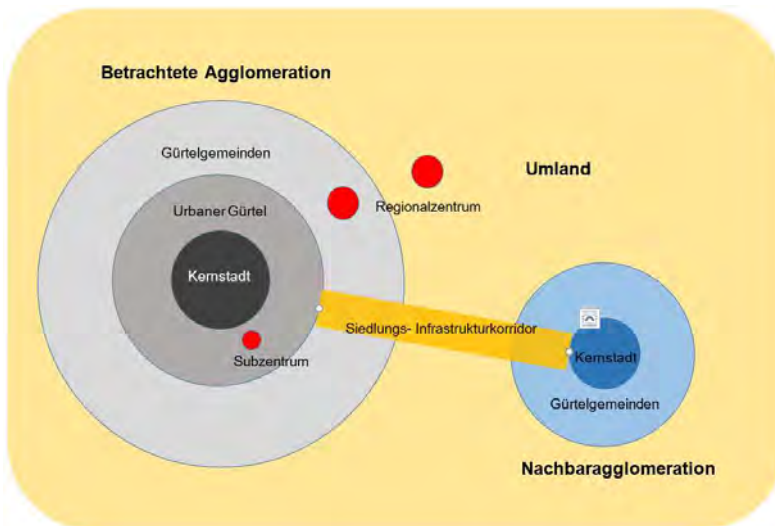 Betrachtete Agglomeration
Gürtelgemeinden
Umland
Urbaner Gürtel
Regionalzentrum
Kernstadt
Siedlungs- Infrastrukturkorridor
Subzentrum
Kernstadt
Gürtelgemeinden
Nachbaragglomeration